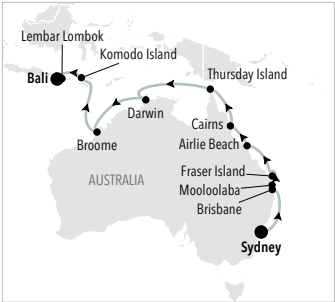 Lembar Lombok
Komodo Island
Bali
Thursday Island
Darwin
Cairns
Broome
Airlie Beach
Fraser Island
AUSTRALIA
Mooloolaba
Brisbane
Sydney